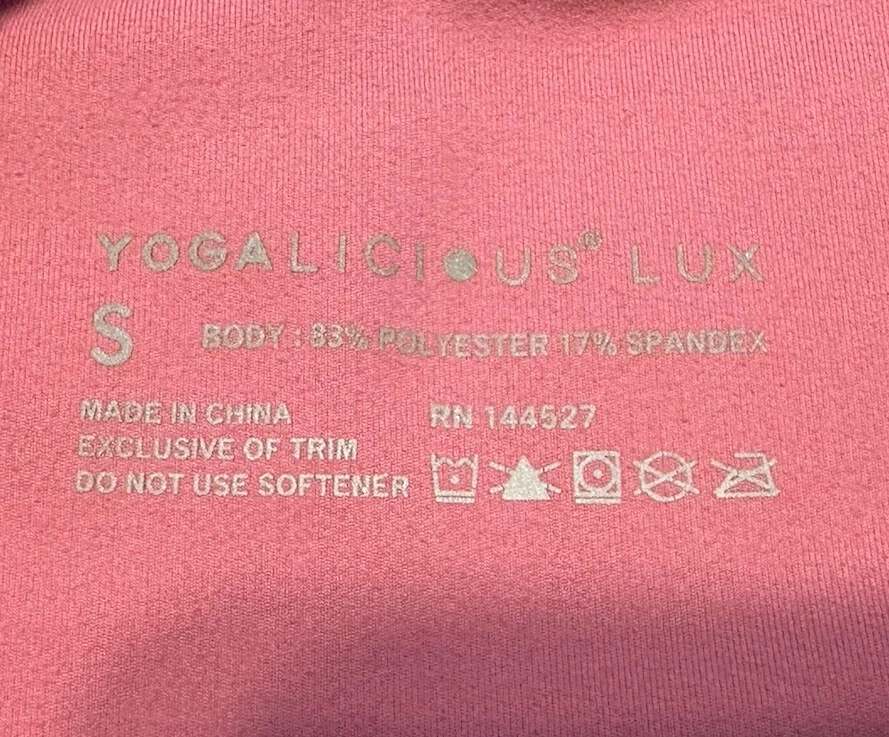 YOGALICIOUS® LUX
S BODY : 83% POLYESTER 17% SPANDEX
MADE IN CHINA RN 144527
EXCLUSIVE OF TRIM
DO NOT USE SOFTENER